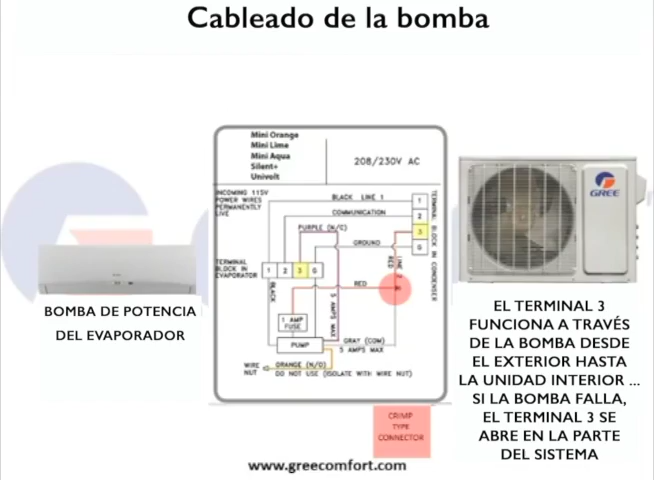 Cableado de la bomba
Mini Orange
Mini Lime
Mini Aqua
Silent+
Univolt
208/230V AC
INCOMING 115V
POWER WIRES
PERMANENTLY
LIVE
BLACK LINE 1
COMMUNICATION
PURPLE (N/C)
GROUND
1
2
3
G
TERMINAL BLOCK IN CONDENSER
TERMINAL
BLOCK IN
EVAPORATOR
1 2 3 G
RED
RED
BLACK
5 AMPS MAX
1 AMP
FUSE
PUMP
GRAY (COM)
5 AMPS MAX
WIRE
NUT
ORANGE (N/O)
DO NOT USE (ISOLATE WITH WIRE NUT)
GREE
BOMBA DE POTENCIA
DEL EVAPORADOR
EL TERMINAL 3
FUNCIONA A TRAVÉS
DE LA BOMBA DESDE
EL EXTERIOR HASTA
LA UNIDAD INTERIOR ...
SI LA BOMBA FALLA,
EL TERMINAL 3 SE
ABRE EN LA PARTE
DEL SISTEMA
CRIMP
TYPE
CONNECTOR
www.greecomfort.com